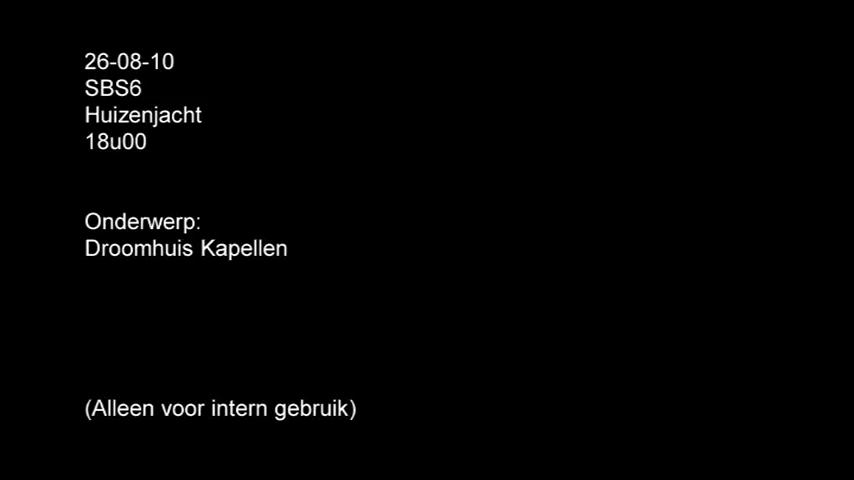 26-08-10
SBS6
Huizenjacht
18u00
Onderwerp:
Droomhuis Kapellen
(Alleen voor intern gebruik)